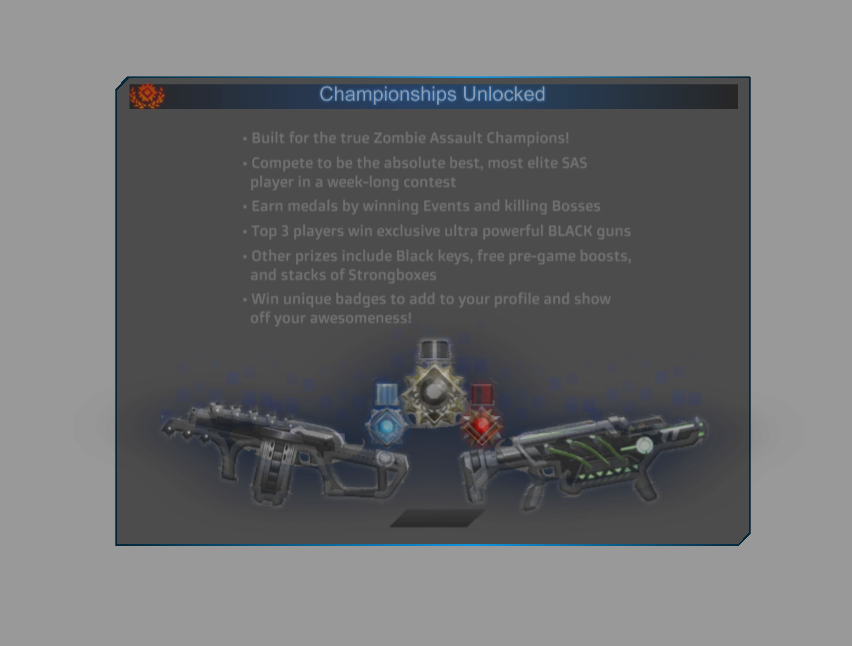 Championships Unlocked
• Built for the true Zombie Assault Champions!
• Compete to be the absolute best, most elite SAS
player in a week-long contest
• Earn medals by winning Events and killing Bosses
• Top 3 players win exclusive ultra powerful BLACK guns
• Other prizes include Black keys, free pre-game boosts,
and stacks of Strongboxes
• Win unique badges to add to your profile and show
off your awesomeness!